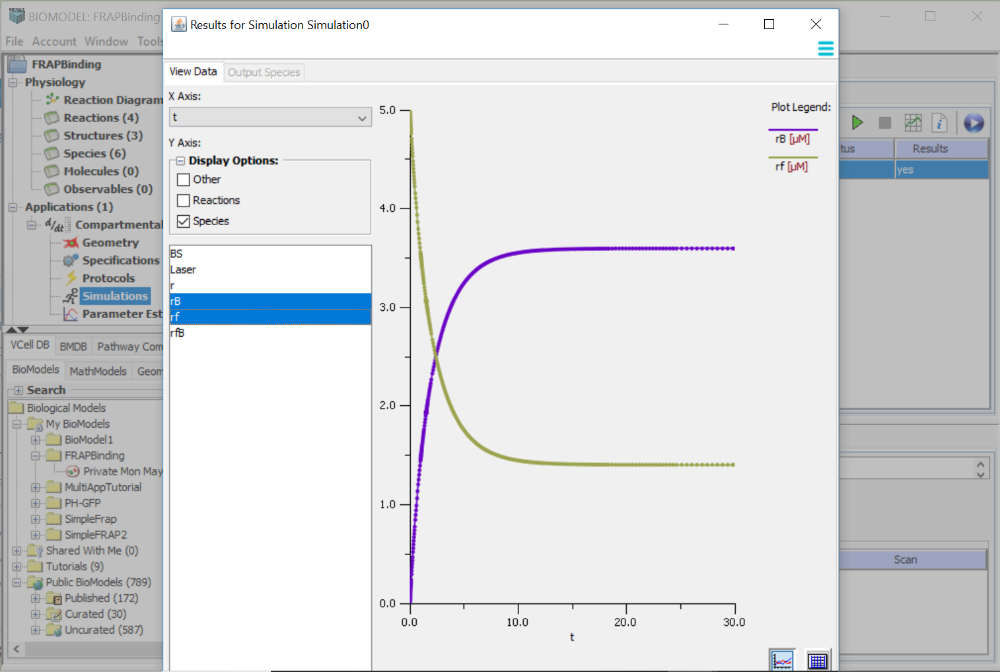 BIOMODEL: FRAPBinding
File Account Window Tools
FRAPBinding
Physiology
Reaction Diagram
Reactions (4)
Structures (3)
Species (6)
Molecules (0)
Observables (0)
Applications (1)
d/dt Compartmental
Geometry
Specifications
Protocols
Simulations
Parameter Est
VCell DB BMDB Pathway Com
BioModels MathModels Geom
Search
Biological Models
My BioModels
BioModel1
FRAPBinding
Private Mon May
MultiAppTutorial
PH-GFP
SimpleFrap
SimpleFRAP2
Shared With Me (0)
Tutorials (9)
Public BioModels (789)
Published (172)
Curated (30)
Uncurated (587)
Results for Simulation Simulation0
View Data Output Species
X Axis:
t
Y Axis:
Display Options:
Other
Reactions
Species
BS
Laser
r
rB
rf
rfB
5.0
4.0
3.0
2.0
1.0
0.0
0.0 10.0 20.0 30.0
t
Plot Legend:
rB [µM]
rf [µM]
tus Results
yes
Scan